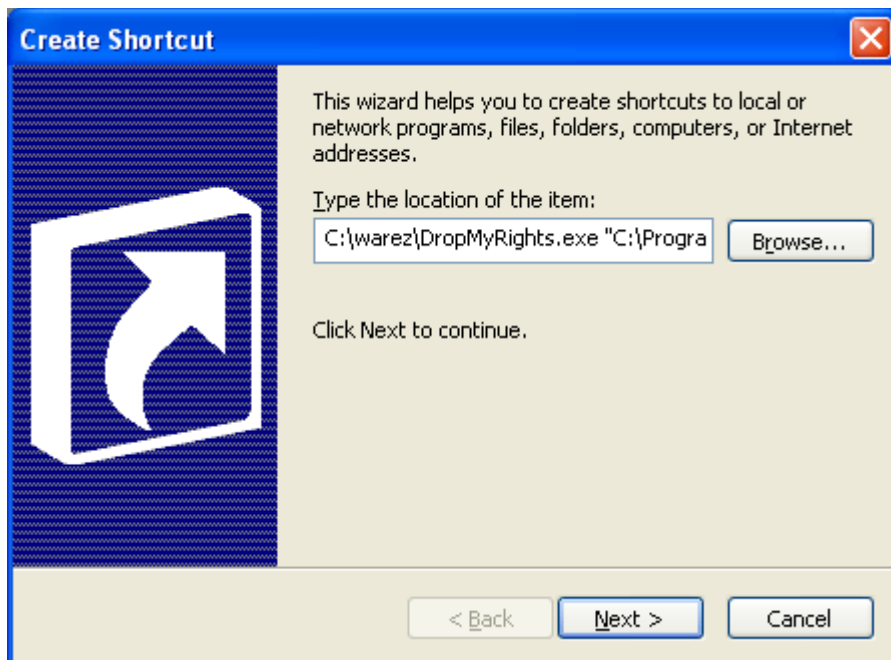 Create Shortcut
This wizard helps you to create shortcuts to local or
network programs, files, folders, computers, or Internet
addresses.
Type the location of the item:
C:\warez\DropMyRights.exe "C:\Progra
Browse...
Click Next to continue.
< Back
Next >
Cancel